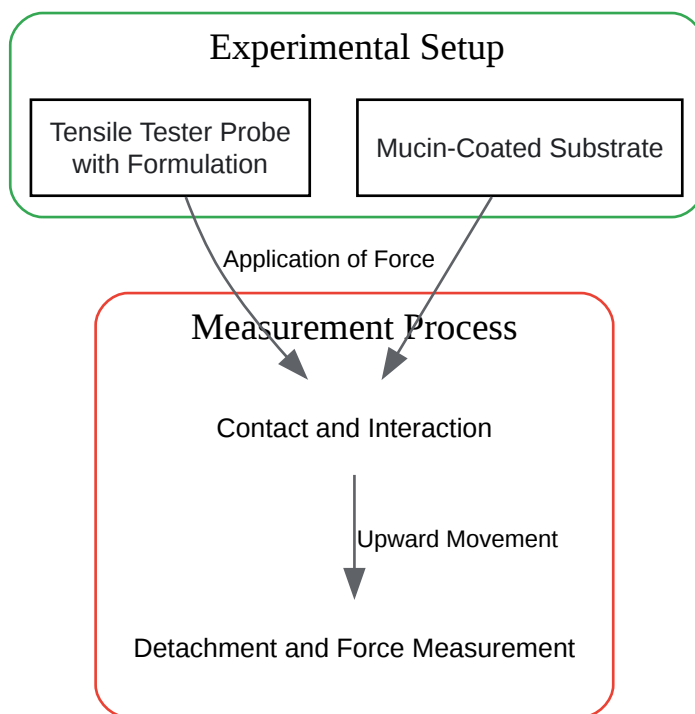 Experimental Setup
Tensile Tester Probe
with Formulation
Mucin-Coated Substrate
Application of Force
Measurement Process
Contact and Interaction
Upward Movement
Detachment and Force Measurement